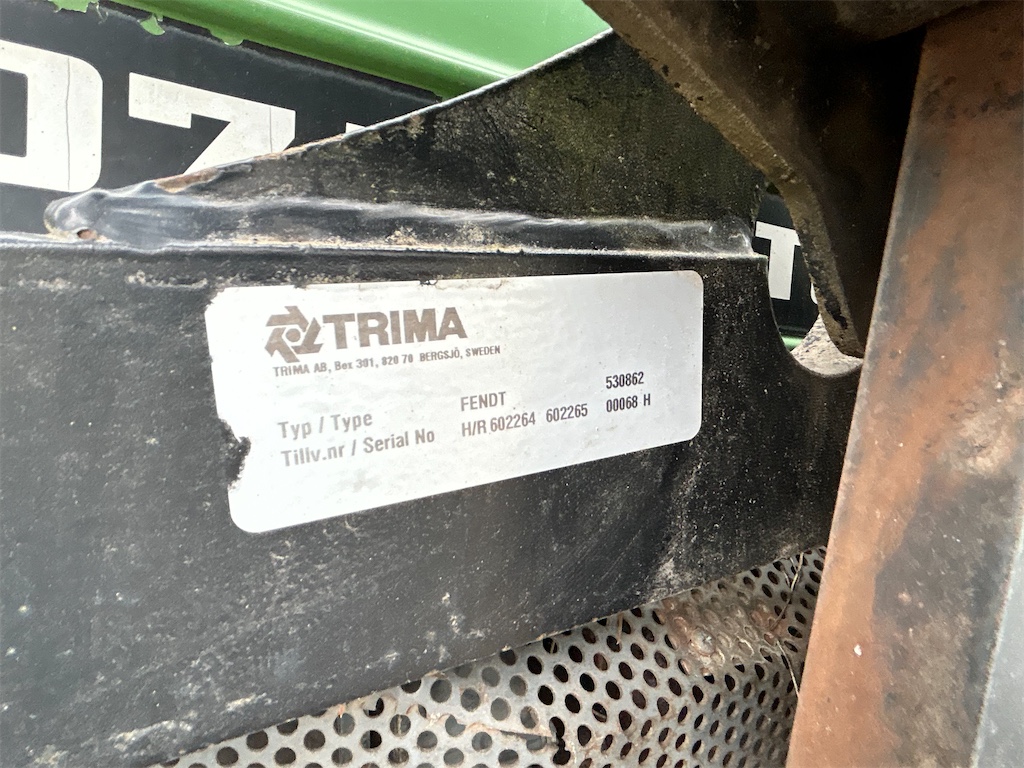 07
TRIMA
TRIMA AB, Box 301, 820 70 BERGSJÖ, SWEDEN
Typ / Type FENDT 530862
Tillv.nr / Serial No H/R 602264 602265 00068 H